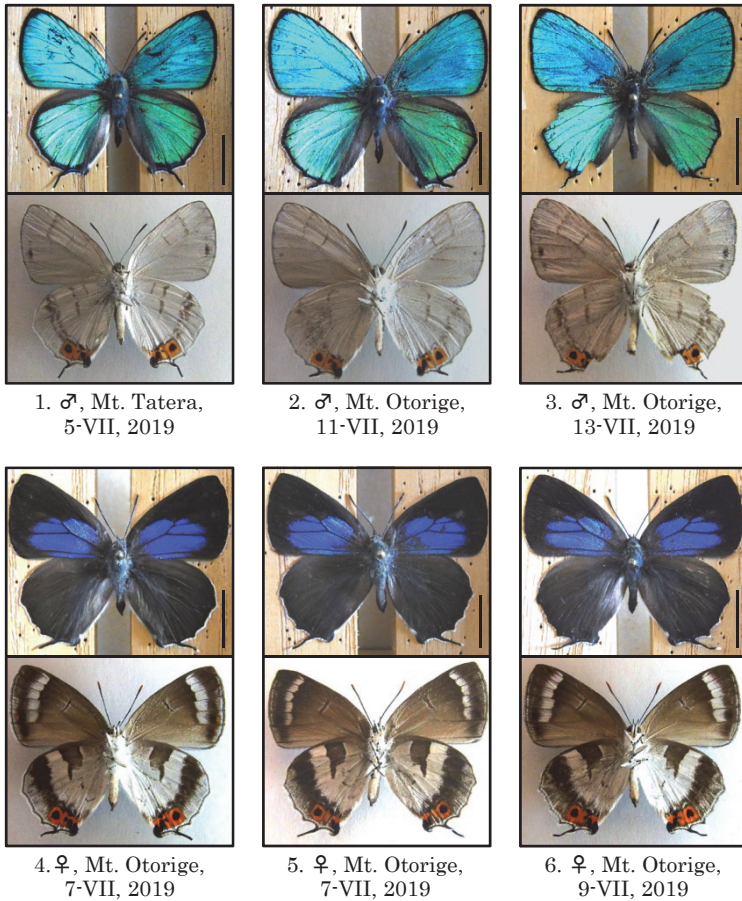 1. ♂, Mt. Tatera,
5-VII, 2019
2. ♂, Mt. Otorige,
11-VII, 2019
3. ♂, Mt. Otorige,
13-VII, 2019
4.♀, Mt. Otorige,
7-VII, 2019
5. ♀, Mt. Otorige,
7-VII, 2019
6. ♀, Mt. Otorige,
9-VII, 2019